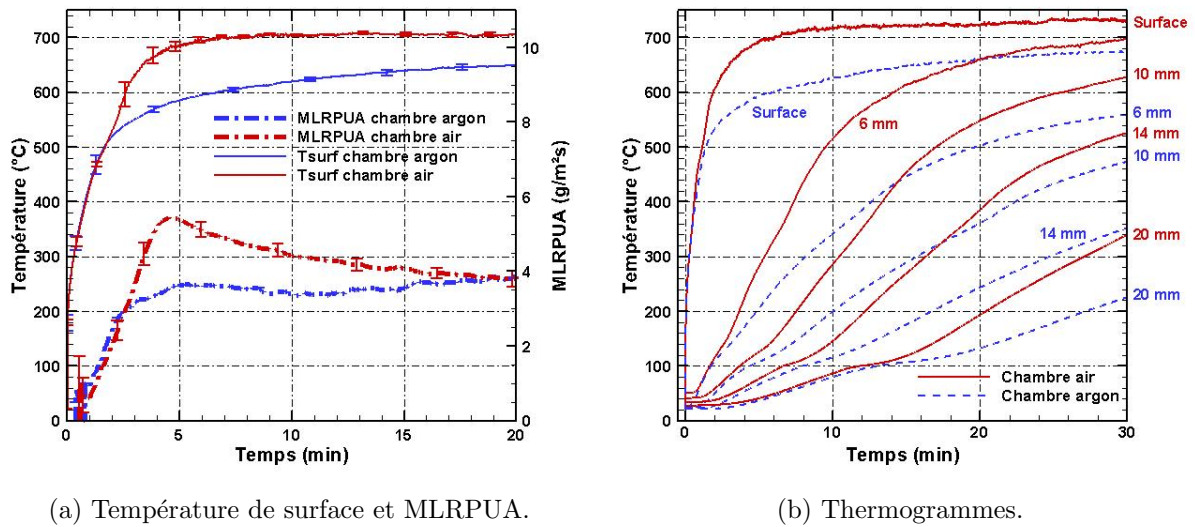 700
600
500
400
300
200
100
0
Température (°C)
10
8
6
4
2
0
MLRPUA (g/m²s)
0
5
10
15
20
Temps (min)
MLRPUA chambre argon
MLRPUA chambre air
Tsurf chambre argon
Tsurf chambre air
(a) Température de surface et MLRPUA.
700
600
500
400
300
200
100
0
Température (°C)
0
10
20
30
Temps (min)
Surface
10 mm
6 mm
14 mm
10 mm
20 mm
20 mm
Surface
6 mm
14 mm
Chambre air
Chambre argon
(b) Thermogrammes.